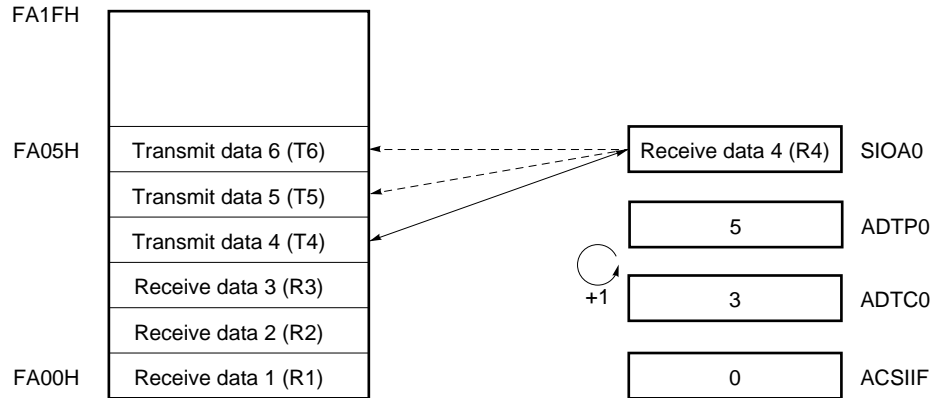 FA1FH
FA05H Transmit data 6 (T6) Receive data 4 (R4) SIOA0
Transmit data 5 (T5)
5 ADTP0
Transmit data 4 (T4)
Receive data 3 (R3)
+1 3 ADTC0
Receive data 2 (R2)
FA00H Receive data 1 (R1) 0 ACSIIF